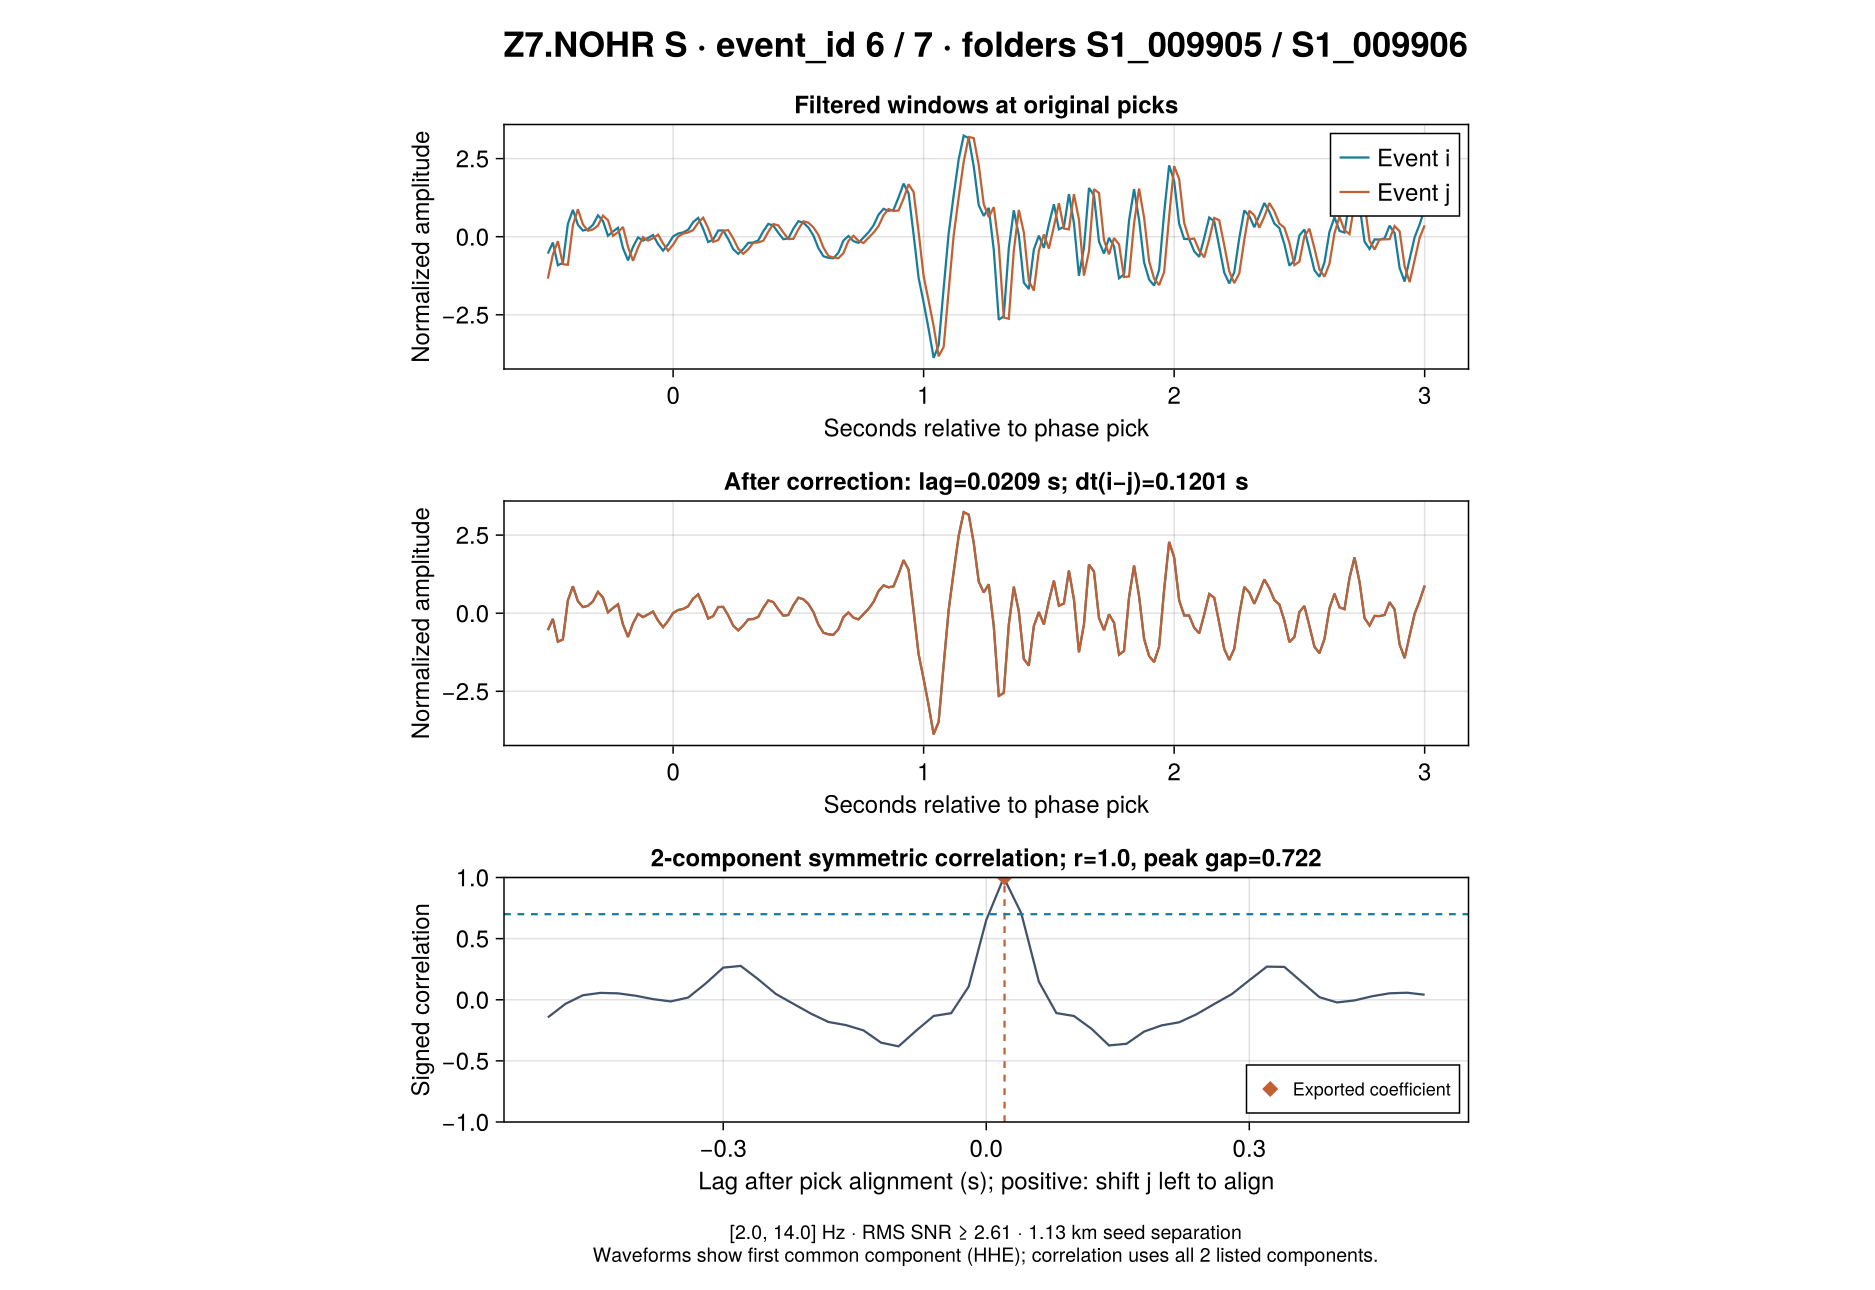 Z7.NOHR S · event_id 6 / 7 · folders S1_009905 / S1_009906
Filtered windows at original picks
Normalized amplitude
2.5
0.0
−2.5
Event i
Event j
0
1
2
3
Seconds relative to phase pick
After correction: lag=0.0209 s; dt(i−j)=0.1201 s
Normalized amplitude
2.5
0.0
−2.5
0
1
2
3
Seconds relative to phase pick
2-component symmetric correlation; r=1.0, peak gap=0.722
Signed correlation
1.0
0.5
0.0
−0.5
−1.0
Exported coefficient
−0.3
0.0
0.3
Lag after pick alignment (s); positive: shift j left to align
[2.0, 14.0] Hz · RMS SNR ≥ 2.61 · 1.13 km seed separation
Waveforms show first common component (HHE); correlation uses all 2 listed components.